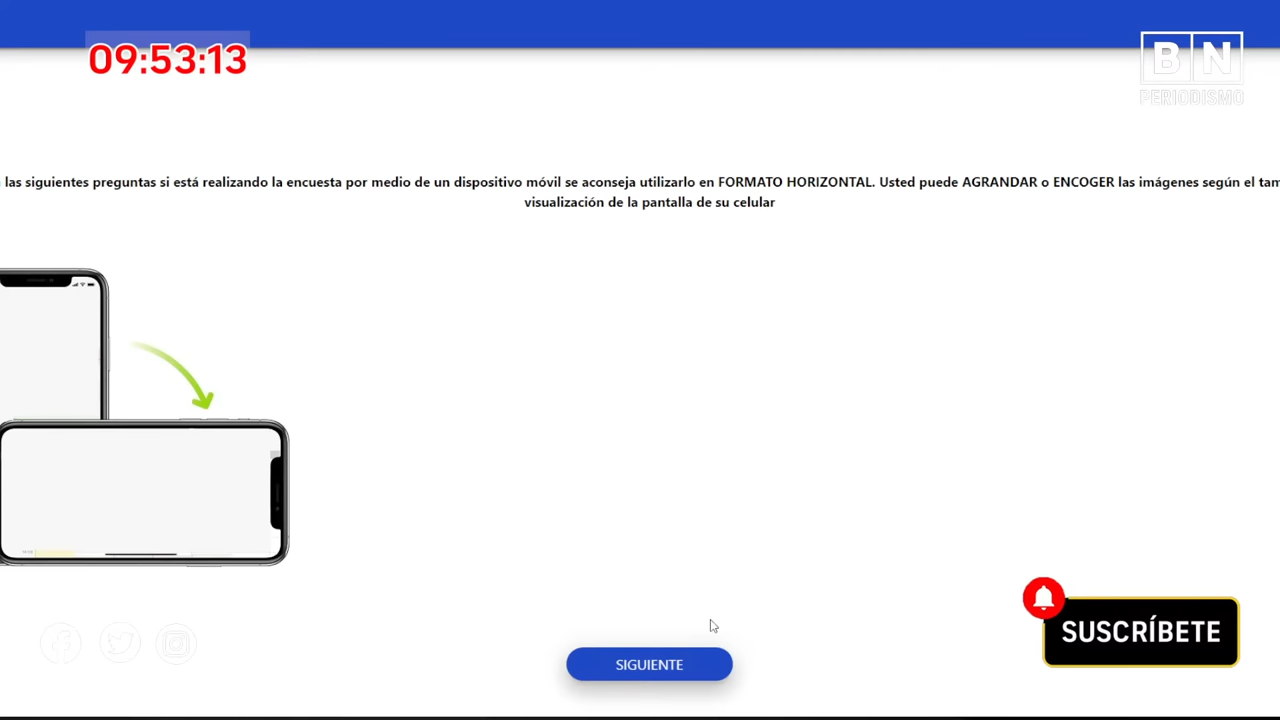 09:53:13
BN
PERIODISMO
las siguientes preguntas si está realizando la encuesta por medio de un dispositivo móvil se aconseja utilizarlo en FORMATO HORIZONTAL. Usted puede AGRANDAR o ENCOGER las imágenes según el
visualización de la pantalla de su celular
SUSCRÍBETE
SIGUIENTE